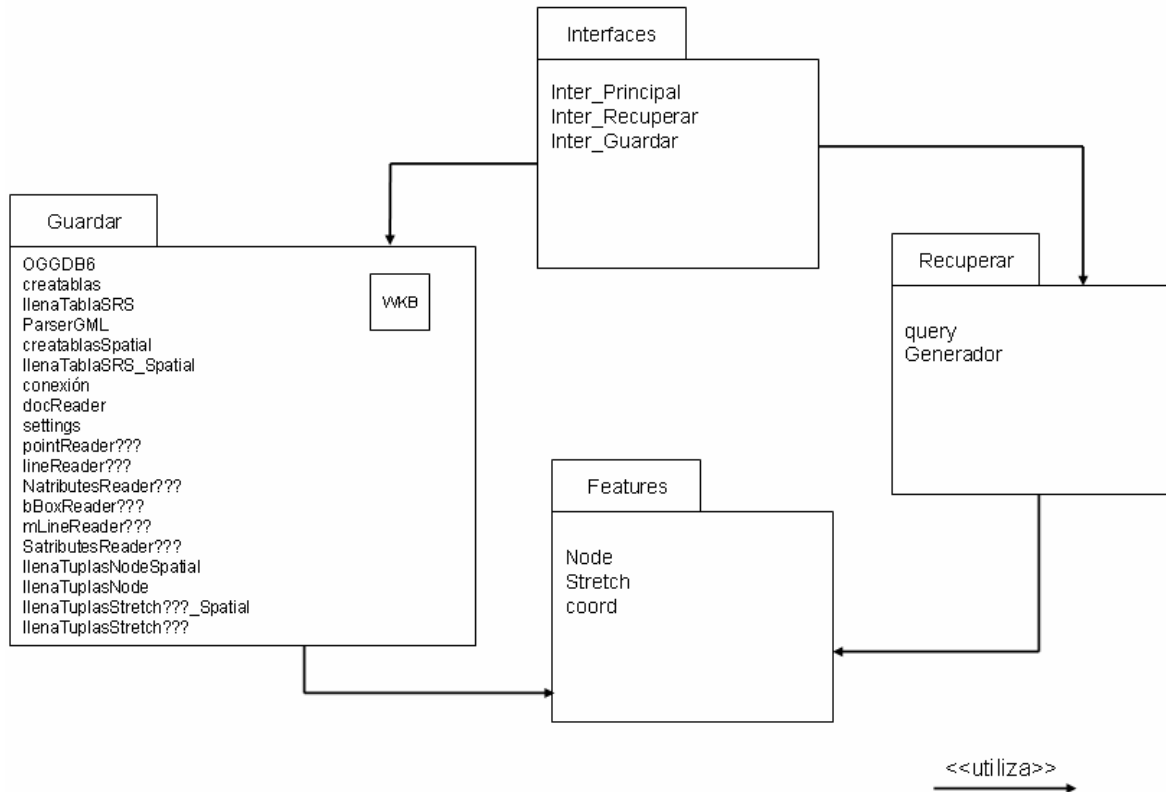 Interfaces
Inter_Principal
Inter_Recuperar
Inter_Guardar
Guardar
OGGDB6
creatablas
llenaTablaSRS
ParserGML
creatablasSpatial
llenaTablaSRS_Spatial
conexión
docReader
settings
pointReader???
lineReader???
NatributesReader???
bBoxReader???
mLineReader???
SatributesReader???
llenaTuplasNodeSpatial
llenaTuplasNode
llenaTuplasStretch???_Spatial
llenaTuplasStretch???
WKB
Recuperar
query
Generador
Features
Node
Stretch
coord
<<utiliza>>